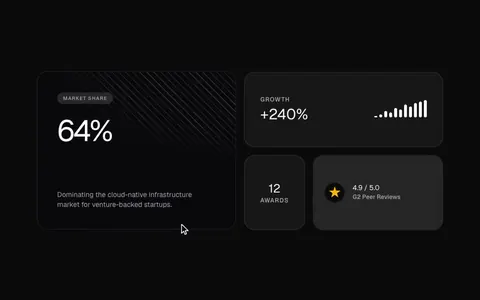 MARKET SHARE
64%
Dominating the cloud-native infrastructure
market for venture-backed startups.
GROWTH
+240%
12
AWARDS
4.9 / 5.0
G2 Peer Reviews